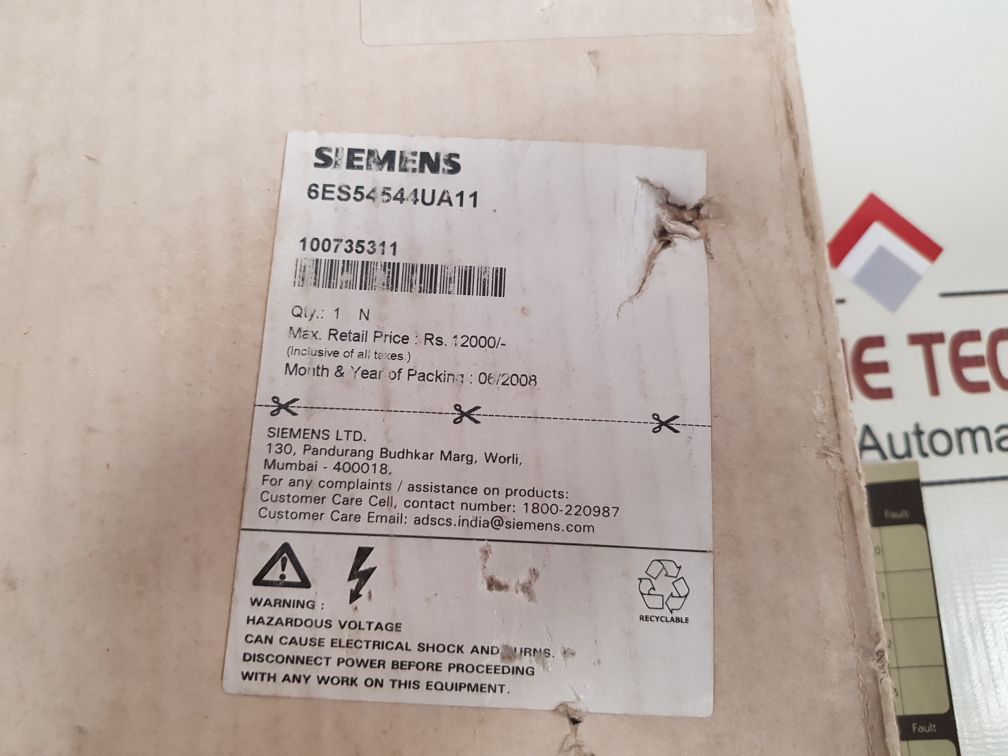 SIEMENS
6ES54544UA11
100735311
Qty.: 1 N
Max. Retail Price : Rs. 12000/-
(Inclusive of all taxes.)
Month & Year of Packing : 06/2008
SIEMENS LTD.
130, Pandurang Budhkar Marg, Worli,
Mumbai - 400018.
For any complaints / assistance on products:
Customer Care Cell, contact number: 1800-220987
Customer Care Email: adscs.india@siemens.com
WARNING :
HAZARDOUS VOLTAGE
CAN CAUSE ELECTRICAL SHOCK AND BURNS.
DISCONNECT POWER BEFORE PROCEEDING
WITH ANY WORK ON THIS EQUIPMENT.
RECYCLABLE
E TEC
Automa
Fault
Fault